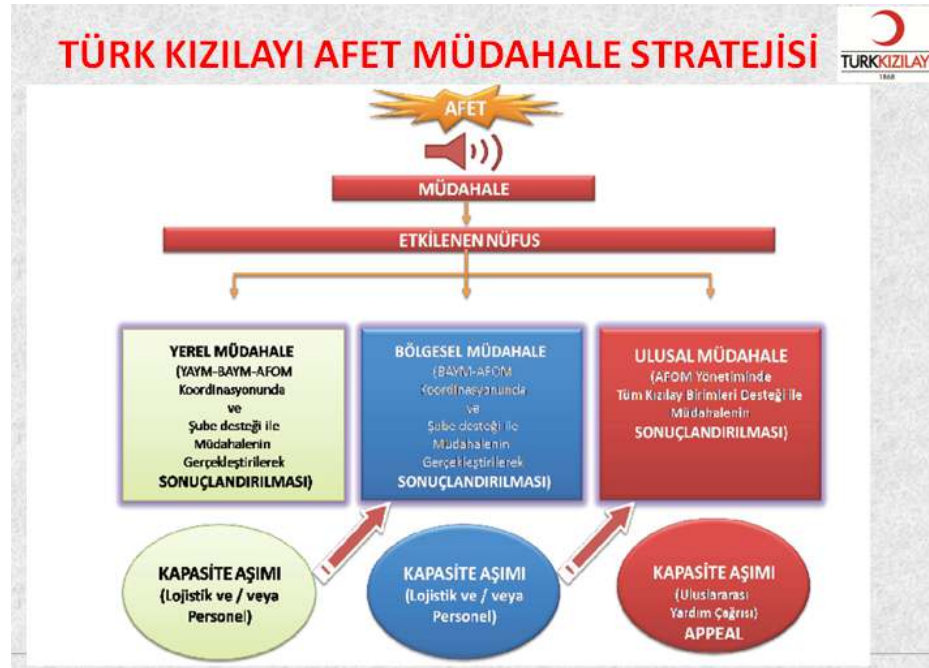 TÜRK KIZILAYI AFET MÜDAHALE STRATEJİSİ
TÜRKKIZILAY
1868
AFET
MÜDAHALE
ETKİLENEN NÜFUS
YEREL MÜDAHALE
(YAYM-BAYM-AFOM
Koordinasyonunda
ve
Şube desteği ile
Müdahalenin
Gerçekleştirilerek
SONUÇLANDIRILMASI)
BÖLGESEL MÜDAHALE
(BAYM-AFOM
Koordinasyonunda
ve
Şube desteği ile
Müdahalenin
Gerçekleştirilerek
SONUÇLANDIRILMASI)
ULUSAL MÜDAHALE
(AFOM Yönetiminde
Tüm Kızılay Birimleri Desteği ile
Müdahalenin
SONUÇLANDIRILMASI)
KAPASİTE AŞIMI
(Lojistik ve / veya
Personel)
KAPASİTE AŞIMI
(Lojistik ve / veya
Personel)
KAPASİTE AŞIMI
(Uluslararası
Yardım Çağrısı)
APPEAL